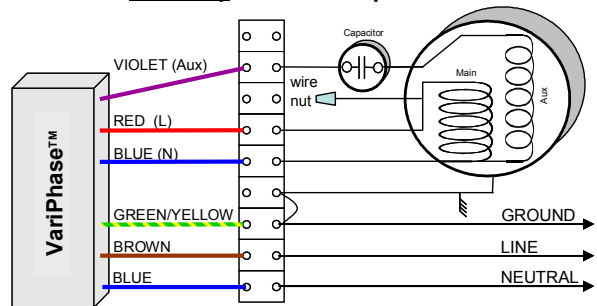 Capacitor
VIOLET (Aux)
wire
nut
Main
Aux
RED (L)
BLUE (N)
VariPhase™
GREEN/YELLOW
GROUND
BROWN
LINE
BLUE
NEUTRAL